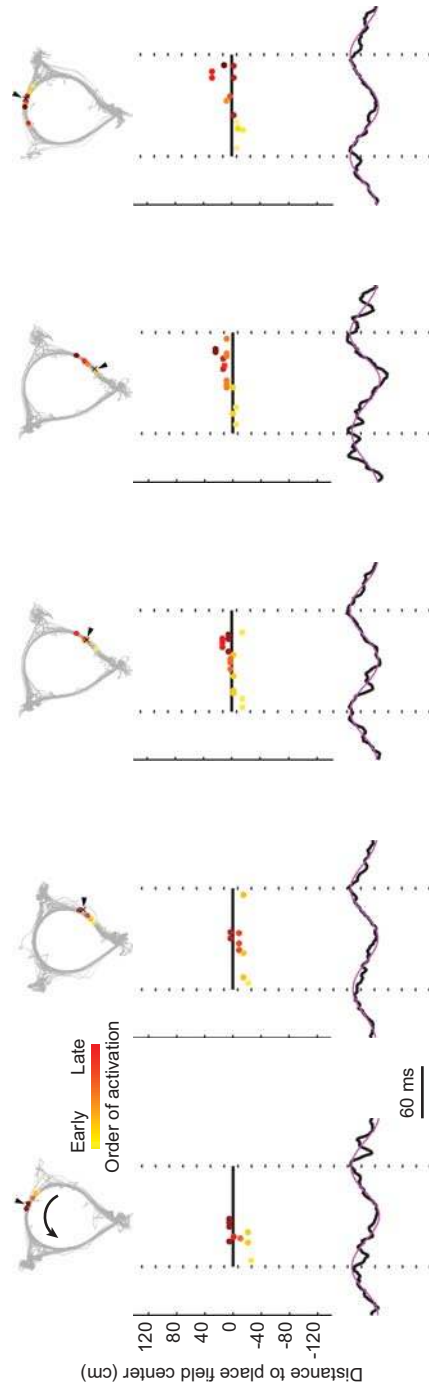 Early Late
Order of activation
Distance to place field center (cm)
120
80
40
0
-40
-80
-120
60 ms